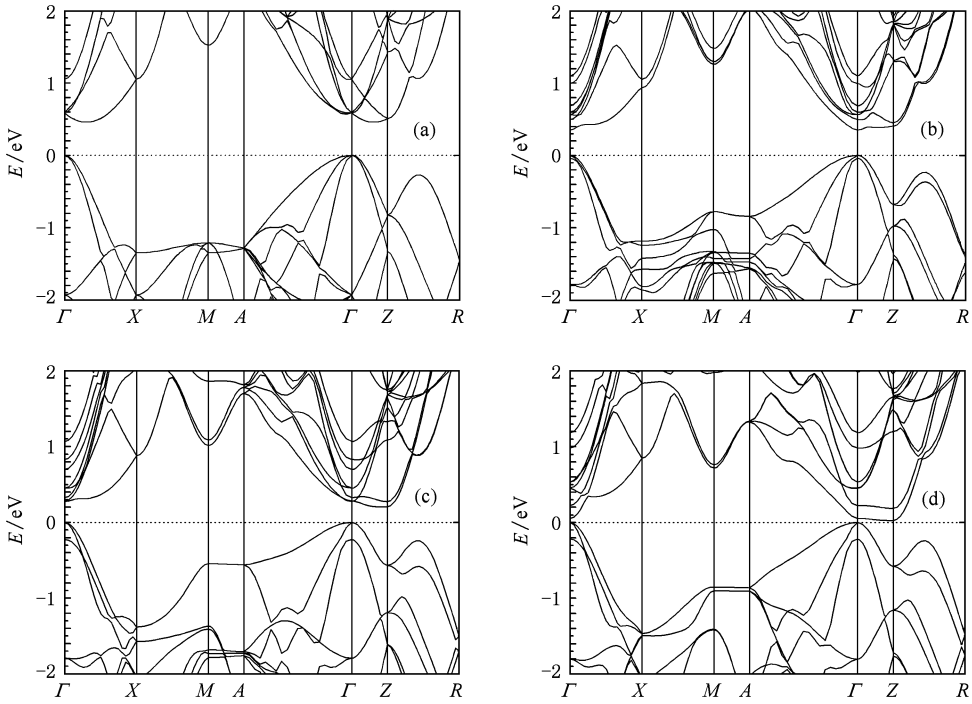 2 2
E/eV 1 (a) E/eV 1 (b)
0 0
−1 −1
−2 −2
Γ X M A Γ Z R Γ X M A Γ Z R
2 2
E/eV 1 (c) E/eV 1 (d)
0 0
−1 −1
−2 −2
Γ X M A Γ Z R Γ X M A Γ Z R